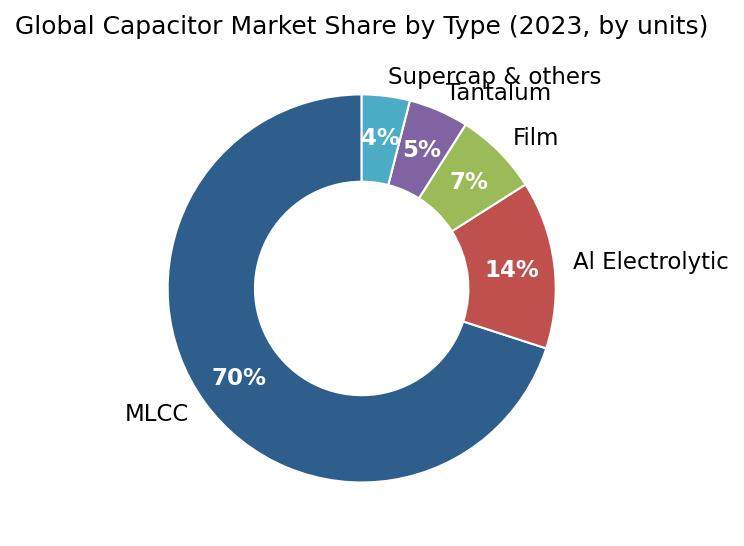 Global Capacitor Market Share by Type (2023, by units)
Supercap & others
Tantalum
Film
4%
5%
7%
Al Electrolytic
14%
70%
MLCC